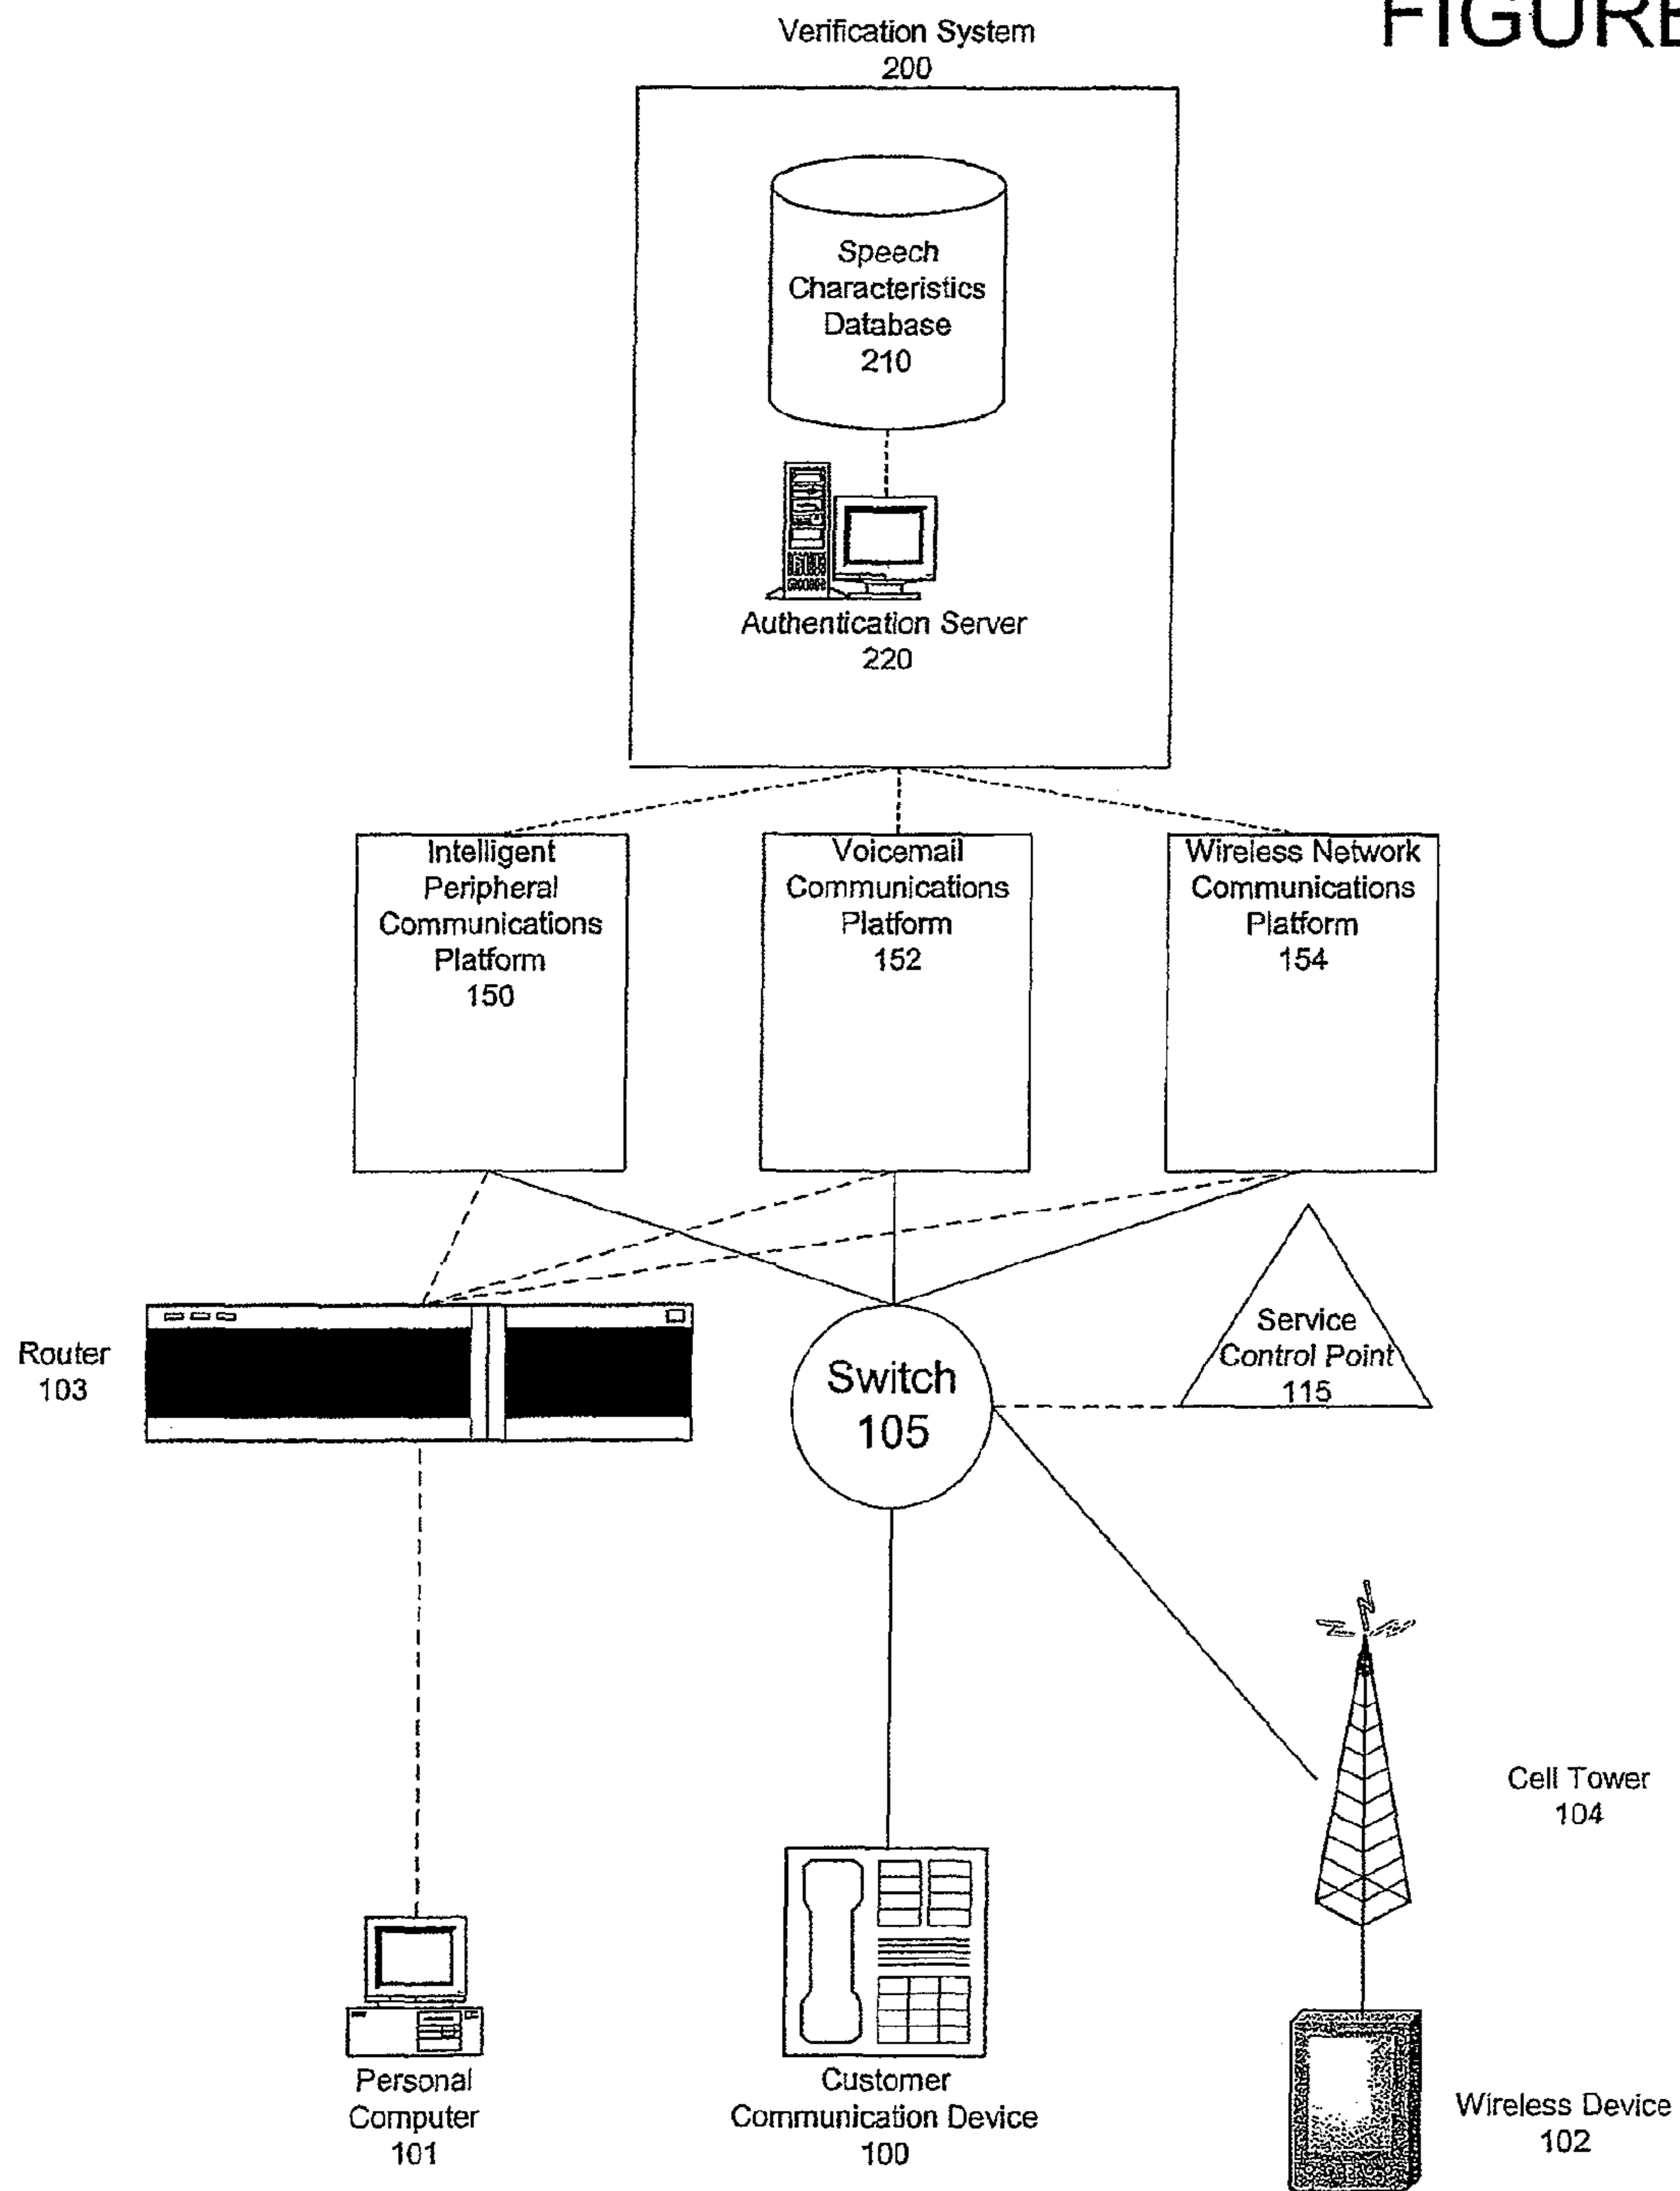 FIGURE
Verification System
200
Speech
Characteristics
Database
210
Authentication Server
220
Intelligent
Peripheral
Communications
Platform
150
Voicemail
Communications
Platform
152
Wireless Network
Communications
Platform
154
Router
103
Switch
105
Service
Control Point
115
Cell Tower
104
Personal
Computer
101
Customer
Communication Device
100
Wireless Device
102